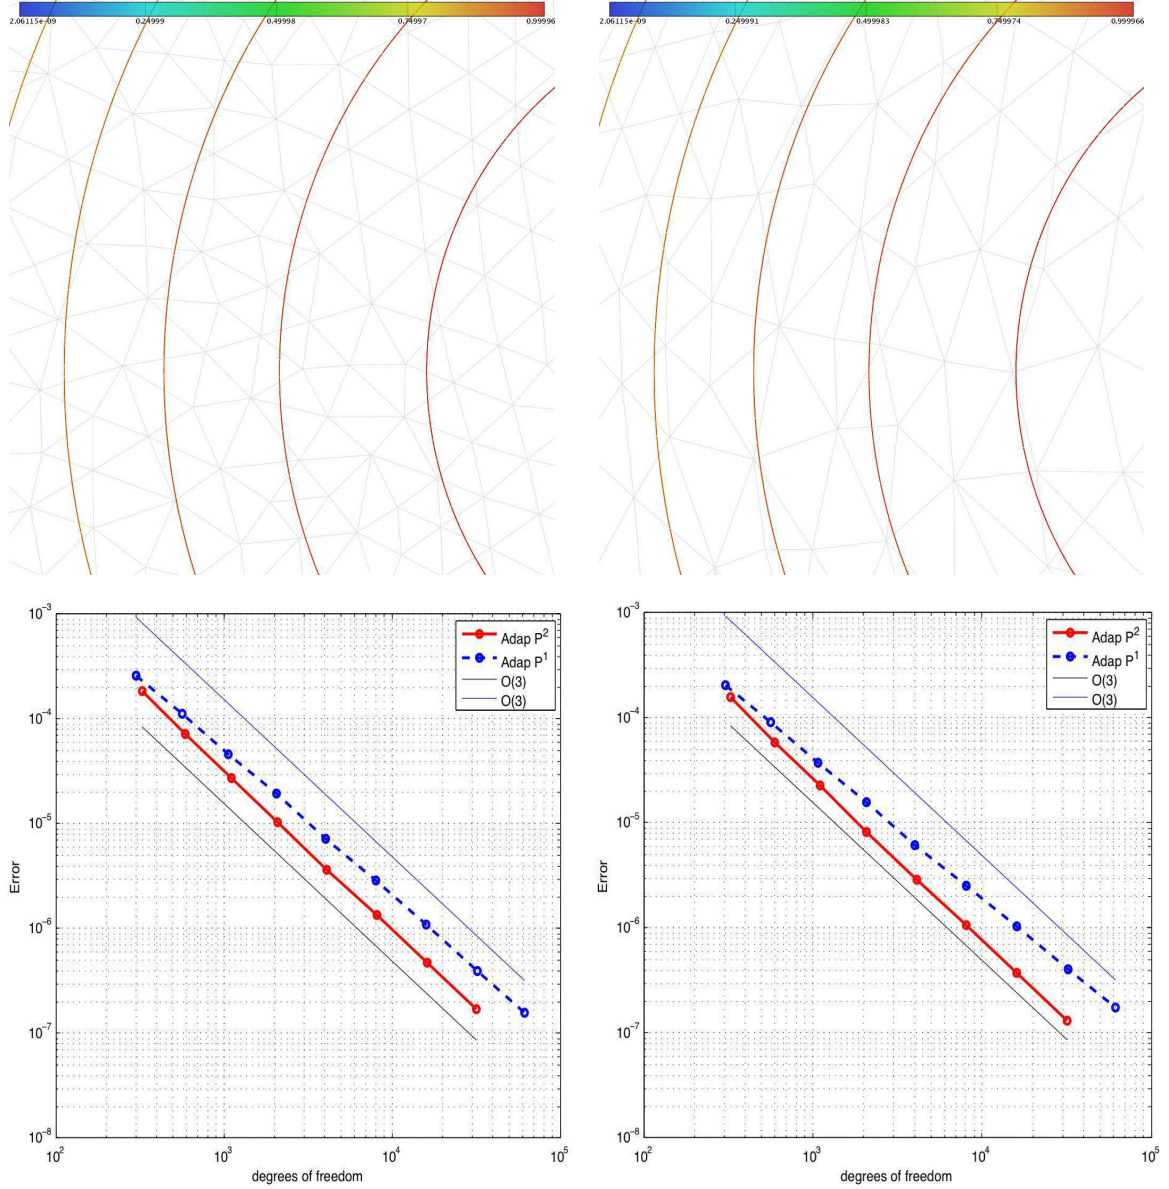 2.06115e-09 0.24999 0.49998 0.74997 0.99996
2.06115e-09 0.249991 0.499983 0.749974 0.999966
10^-3
10^-4
10^-5
10^-6
10^-7
10^-8
Error
Adap P^2
Adap P^1
O(3)
O(3)
10^2 10^3 10^4 10^5
degrees of freedom
10^-3
10^-4
10^-5
10^-6
10^-7
10^-8
Error
Adap P^2
Adap P^1
O(3)
O(3)
10^2 10^3 10^4 10^5
degrees of freedom